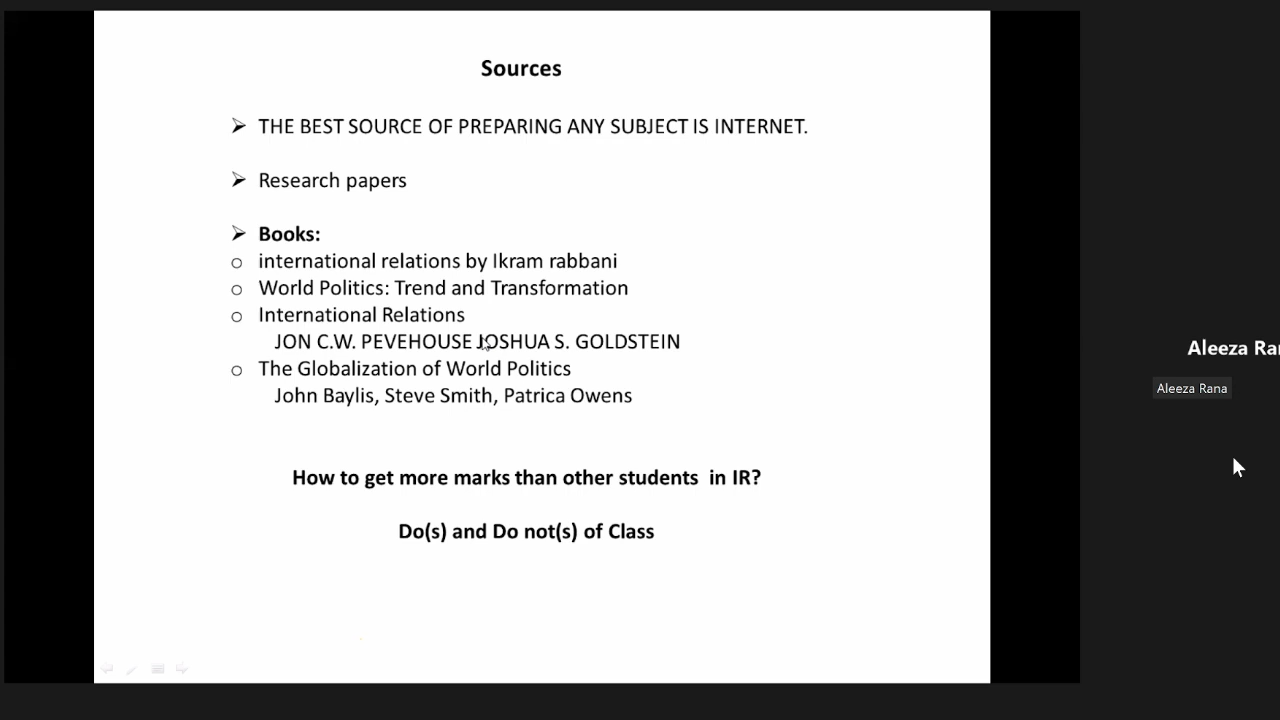 Sources
THE BEST SOURCE OF PREPARING ANY SUBJECT IS INTERNET.
Research papers
Books:
international relations by Ikram rabbani
World Politics: Trend and Transformation
International Relations
JON C.W. PEVEHOUSE JOSHUA S. GOLDSTEIN
The Globalization of World Politics
John Baylis, Steve Smith, Patrica Owens
How to get more marks than other students in IR?
Do(s) and Do not(s) of Class
Aleeza Ra
Aleeza Rana